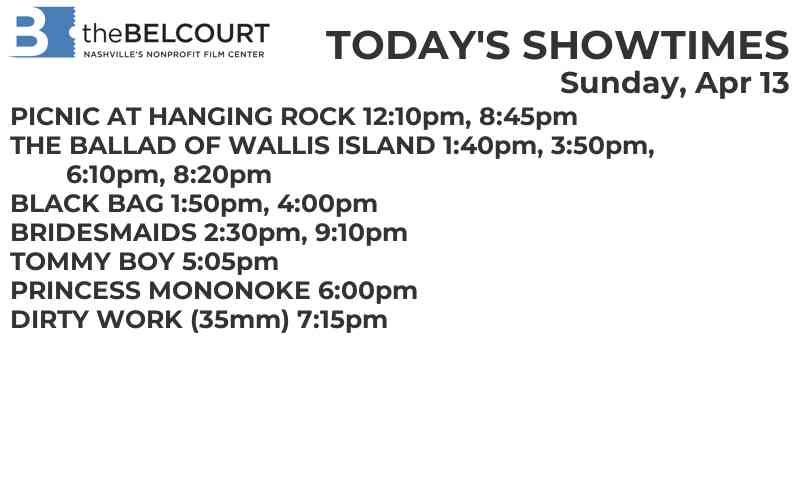 B theBELCOURT
NASHVILLE'S NONPROFIT FILM CENTER
TODAY'S SHOWTIMES
Sunday, Apr 13
PICNIC AT HANGING ROCK 12:10pm, 8:45pm
THE BALLAD OF WALLIS ISLAND 1:40pm, 3:50pm,
6:10pm, 8:20pm
BLACK BAG 1:50pm, 4:00pm
BRIDESMAIDS 2:30pm, 9:10pm
TOMMY BOY 5:05pm
PRINCESS MONONOKE 6:00pm
DIRTY WORK (35mm) 7:15pm